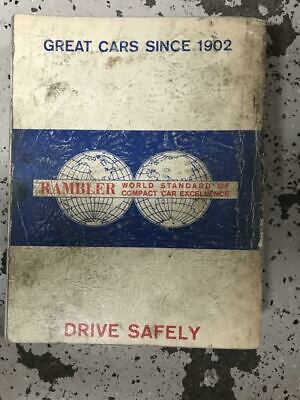 GREAT CARS SINCE 1902
RAMBLER WORLD STANDARD OF
COMPACT CAR EXCELLENCE
DRIVE SAFELY